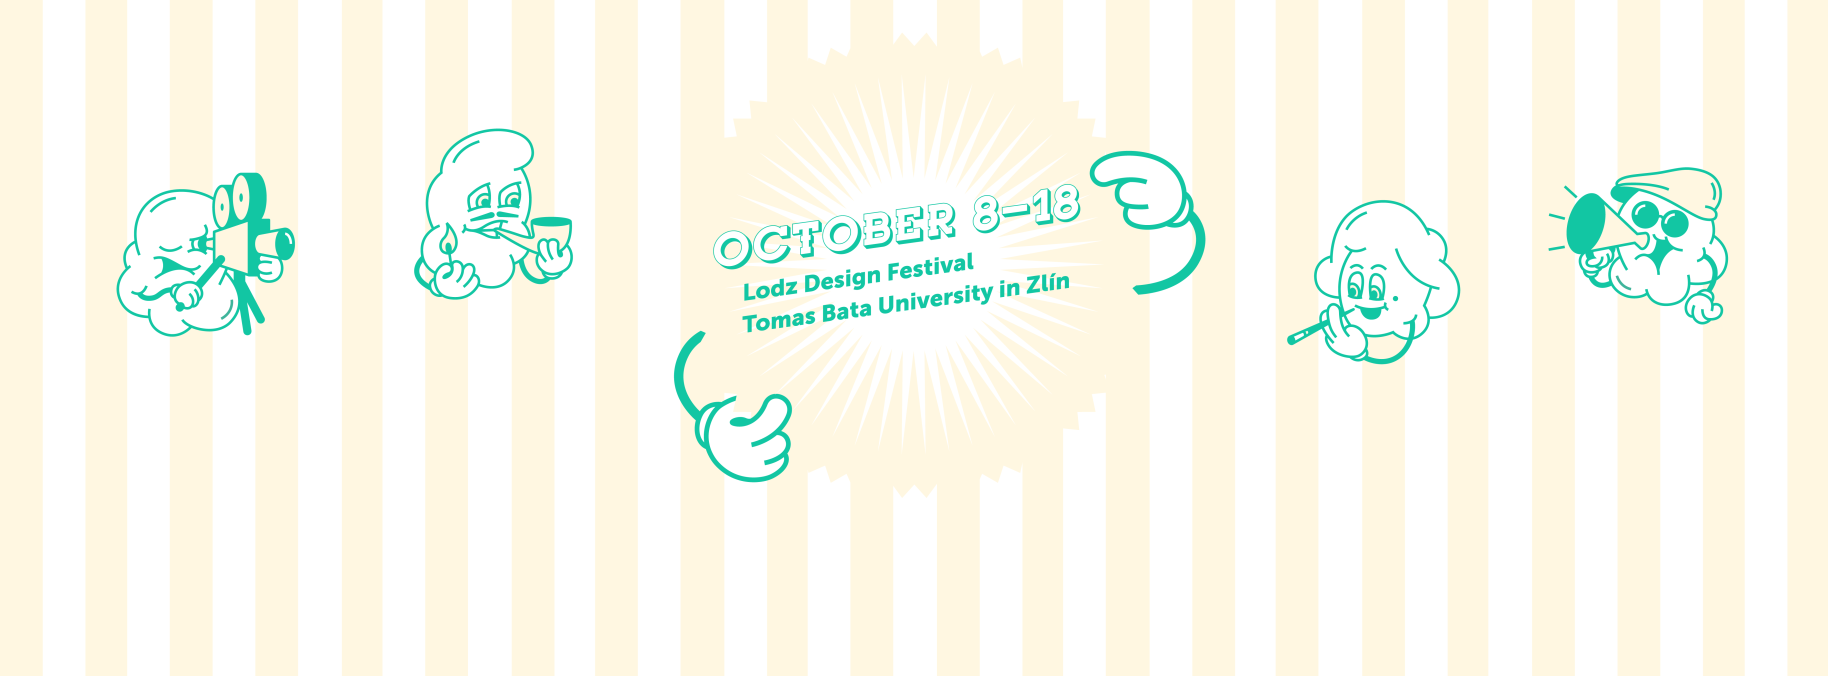 OCTOBER 8–18
Lodz Design Festival
Tomas Bata University in Zlín